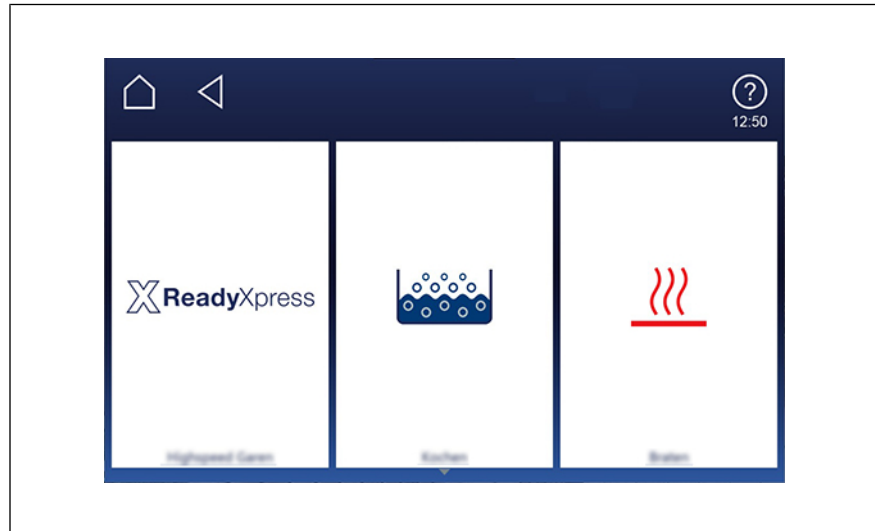 ?
12:50
ReadyXpress
Highspeed Garen
Kochen
Braten